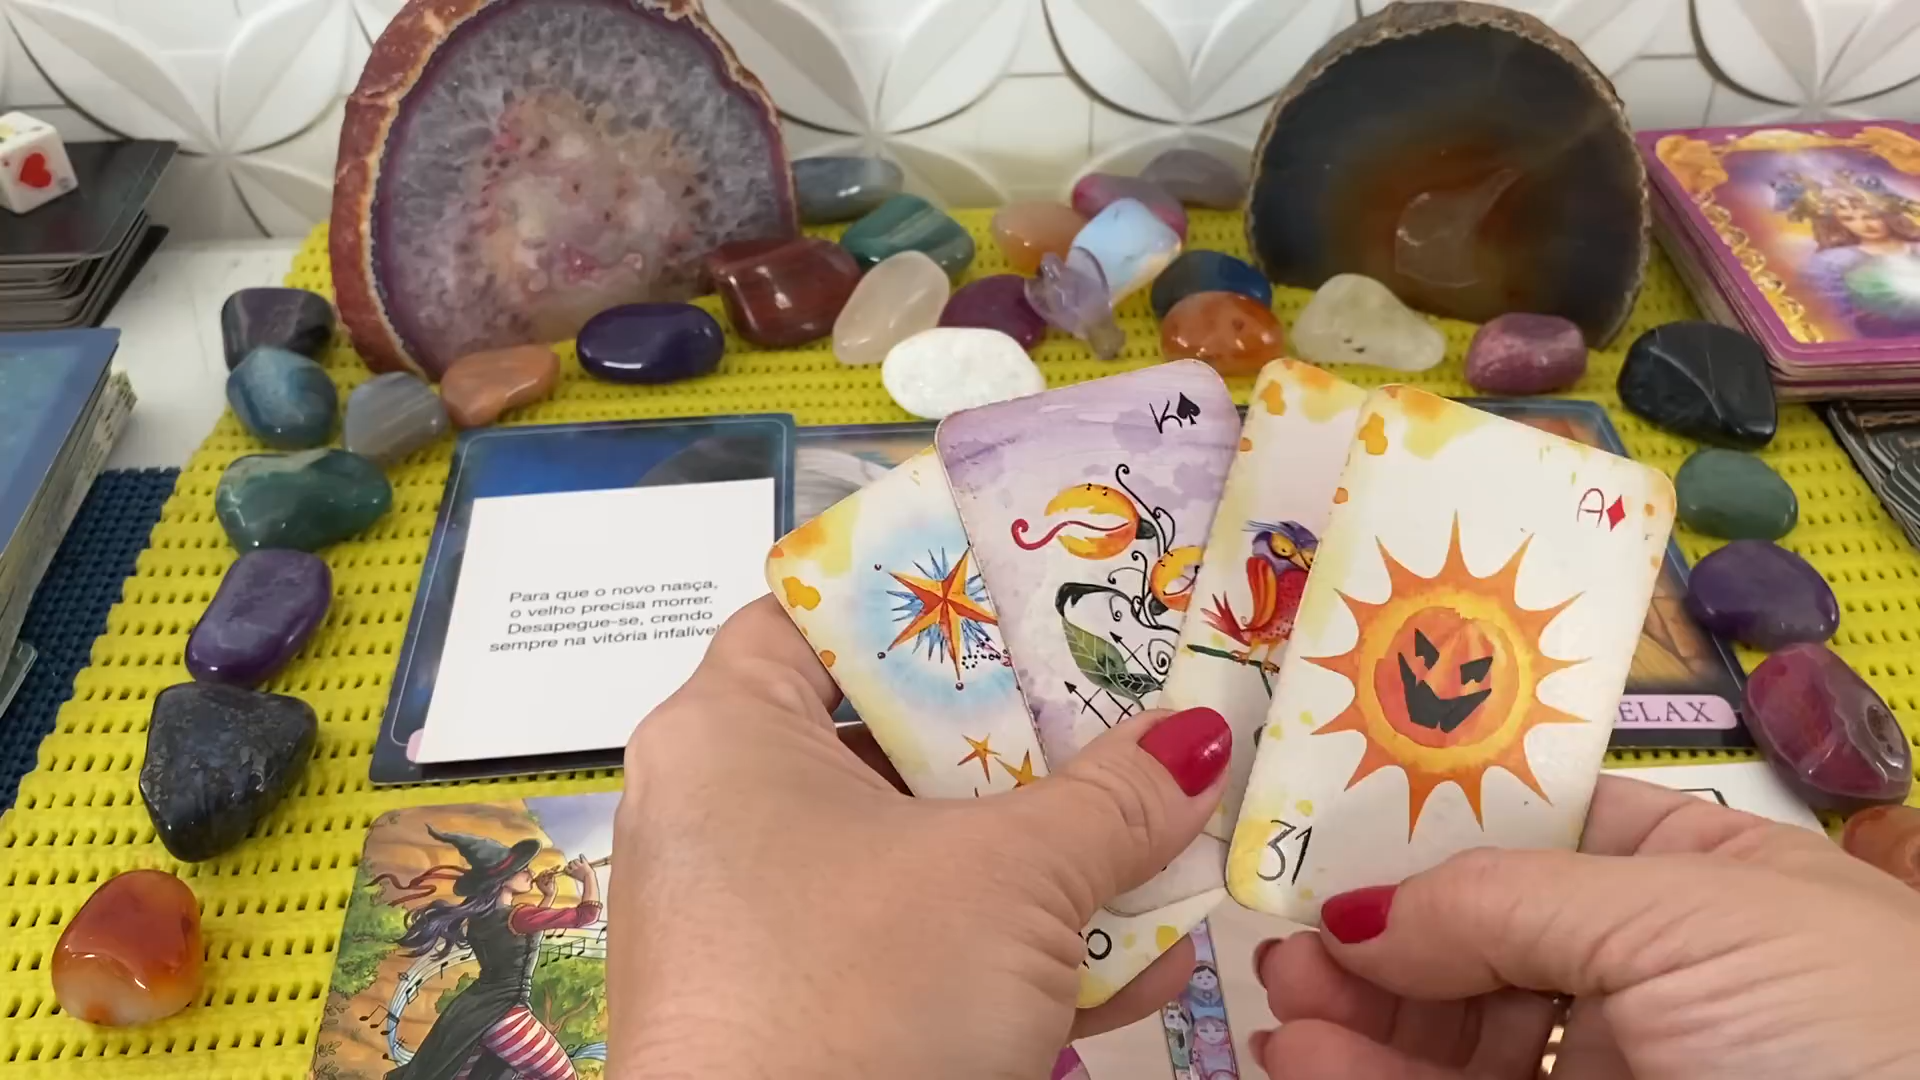 K♠
A♦
Para que o novo nasça,
o velho precisa morrer.
Desapegue-se, crendo
sempre na vitória infalível
ELAX
31